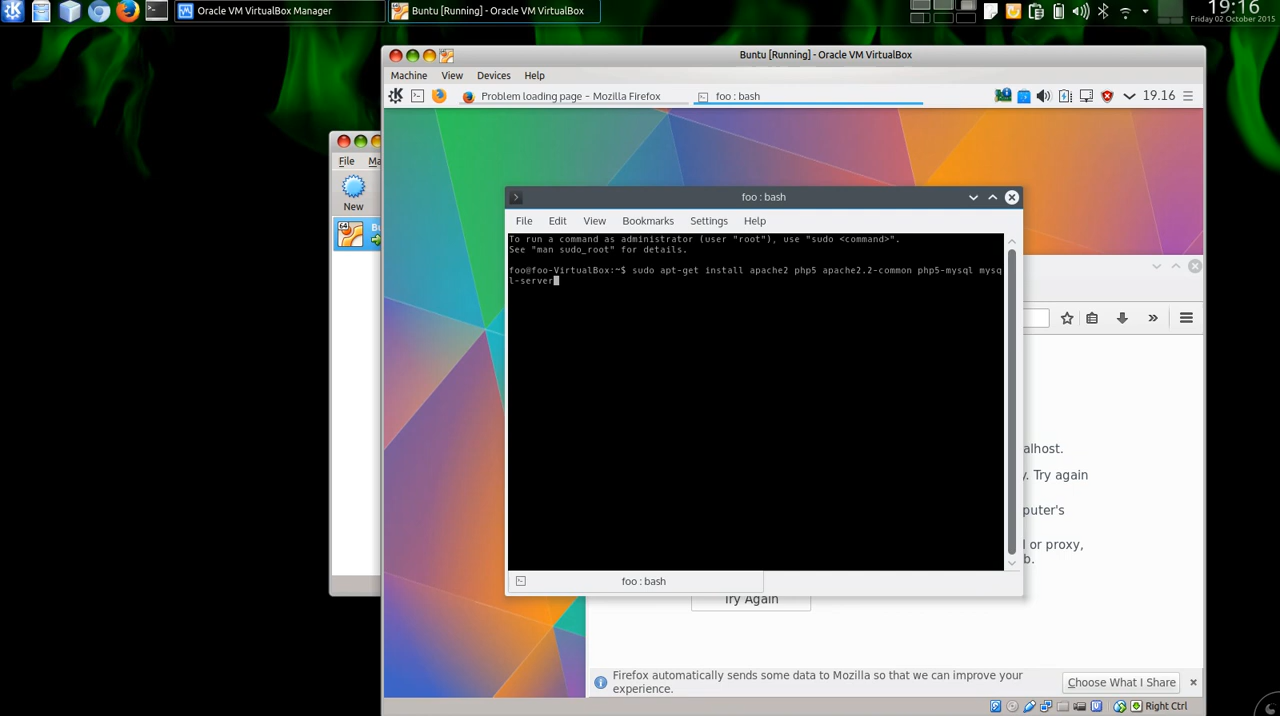 Oracle VM VirtualBox Manager
Buntu [Running] - Oracle VM VirtualBox
19:16
Friday 02 October 2015
Buntu [Running] - Oracle VM VirtualBox
Machine View Devices Help
Problem loading page - Mozilla Firefox
foo : bash
19.16
File Ma
New
64
Bu
foo : bash
File Edit View Bookmarks Settings Help
To run a command as administrator (user "root"), use "sudo <command>".
See "man sudo_root" for details.
foo@foo-VirtualBox:~$ sudo apt-get install apache2 php5 apache2.2-common php5-mysql mysq
l-server
foo : bash
alhost.
y. Try again
puter's
l or proxy,
b.
Try Again
Firefox automatically sends some data to Mozilla so that we can improve your
experience.
Choose What I Share
Right Ctrl